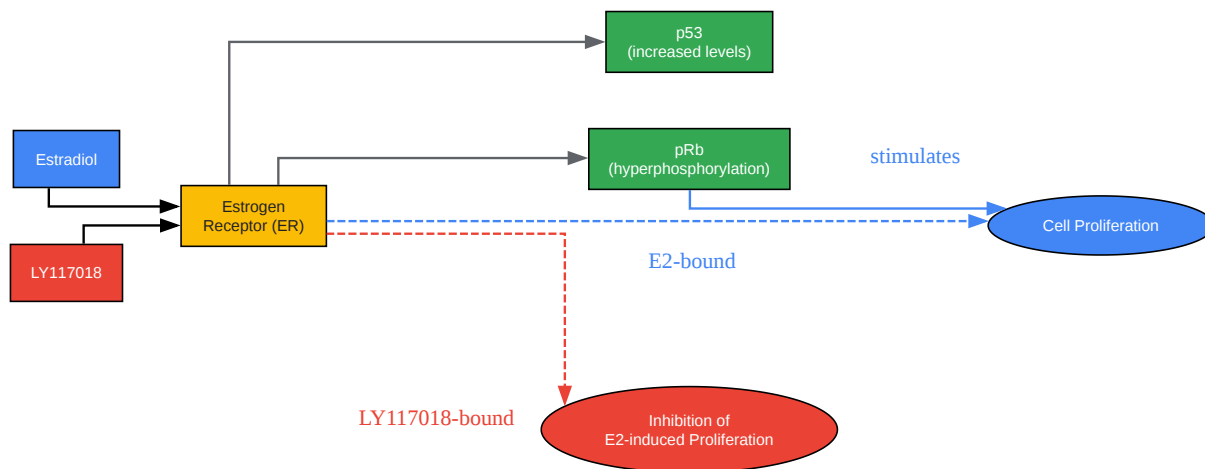 p53
(increased levels)
pRb
(hyperphosphorylation)
stimulates
Estradiol
Estrogen
Receptor (ER)
Cell Proliferation
E2-bound
LY117018
LY117018-bound
Inhibition of
E2-induced Proliferation